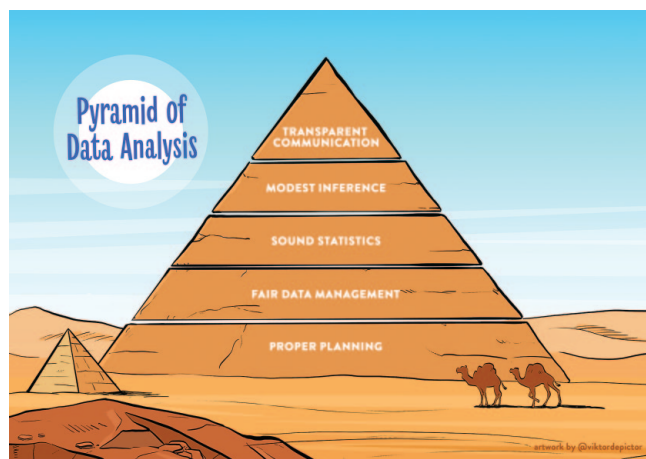 Pyramid of
Data Analysis
TRANSPARENT
COMMUNICATION
MODEST INFERENCE
SOUND STATISTICS
FAIR DATA MANAGEMENT
PROPER PLANNING
artwork by @viktordepictor